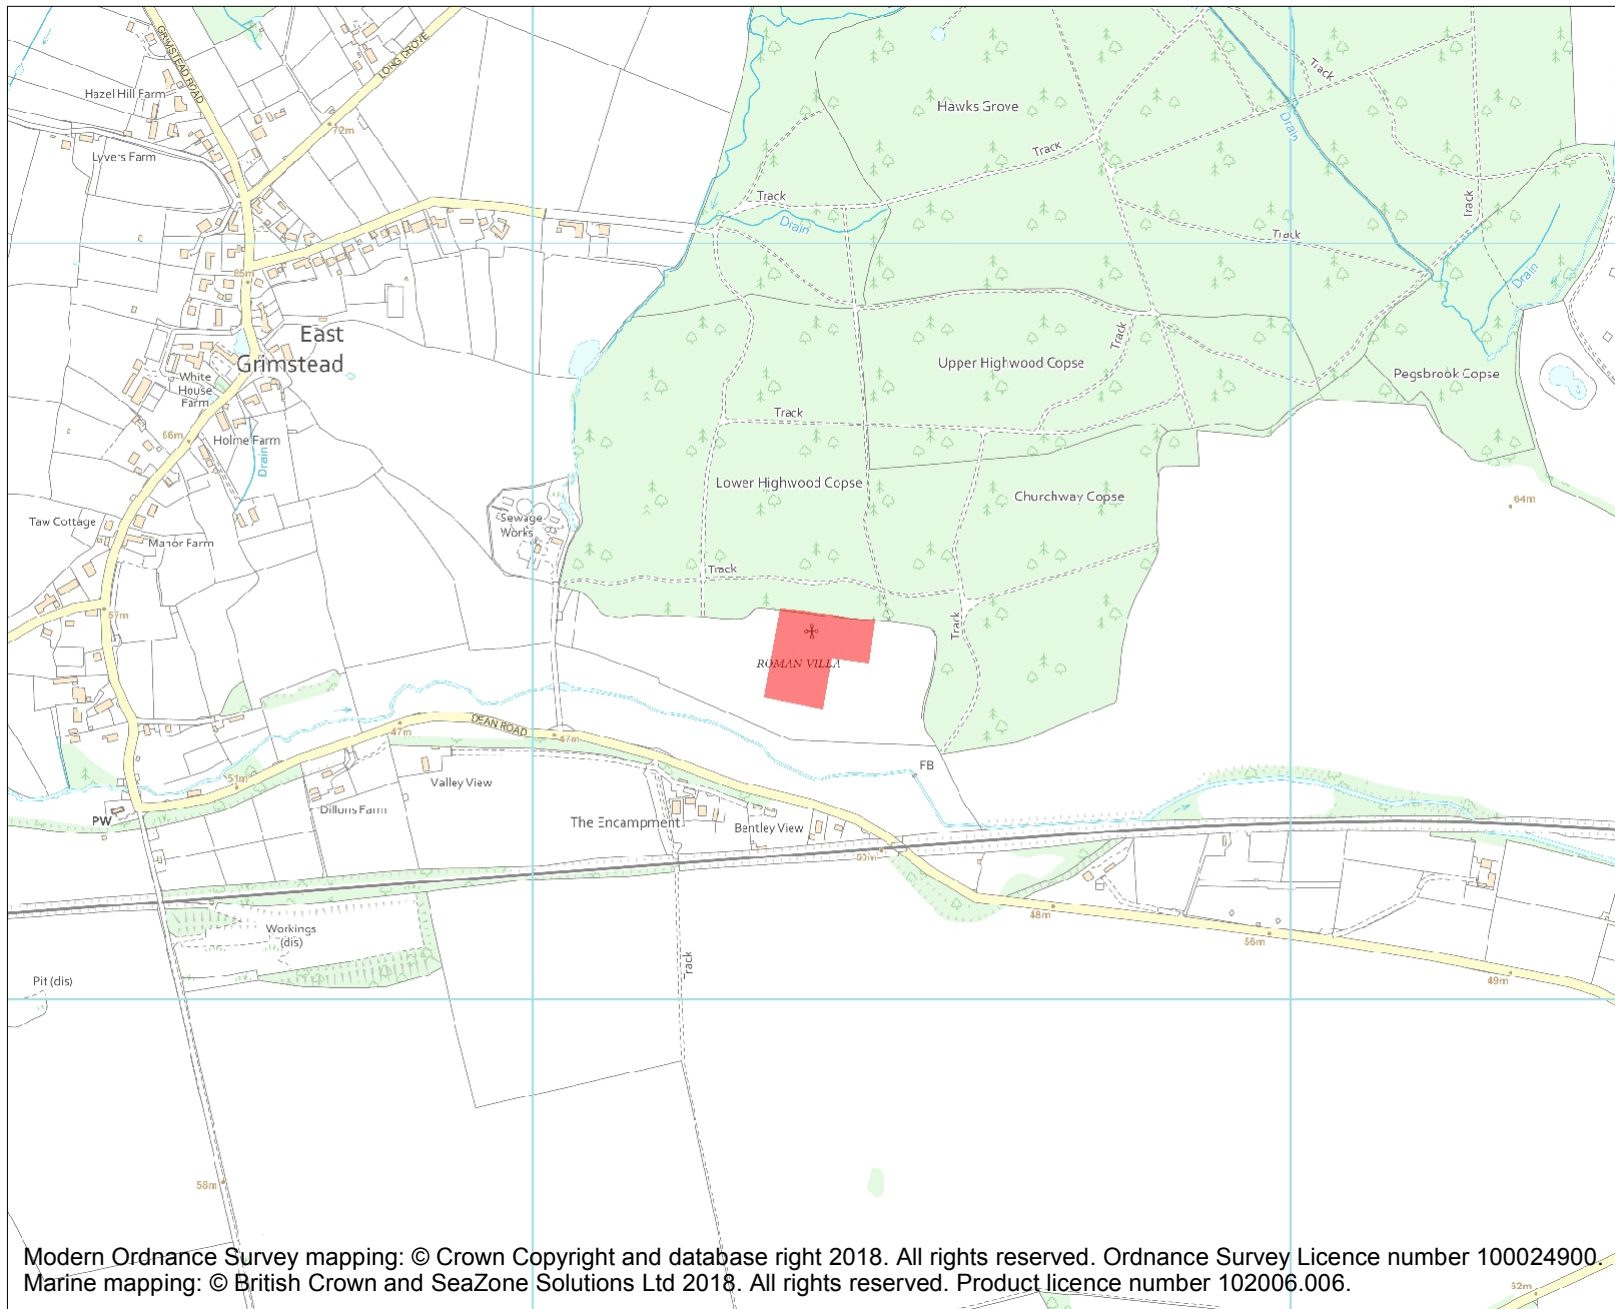 GRIMSTEAD ROAD
LONG DROVE
Hazel Hill Farm
72m
Lyvers Farm
Hawks Grove
Track
Drain
Track
Track
Track
Drain
Track
Drain
65m
East
Grimstead
White
House
Farm
Upper Highwood Copse
Track
Pegsbrook Copse
Track
66m
Holme Farm
Drain
Lower Highwood Copse
Churchway Copse
64m
Taw Cottage
Sewage
Works
Manor Farm
Track
57m
Track
ROMAN VILLA
DEAN ROAD
47m
47m
FB
51m
Valley View
Dillons Farm
PW
The Encampment
Bentley View
48m
Workings
(dis)
56m
Track
Pit (dis)
49m
58m
Modern Ordnance Survey mapping: © Crown Copyright and database right 2018. All rights reserved. Ordnance Survey Licence number 100024900.
Marine mapping: © British Crown and SeaZone Solutions Ltd 2018. All rights reserved. Product licence number 102006.006.